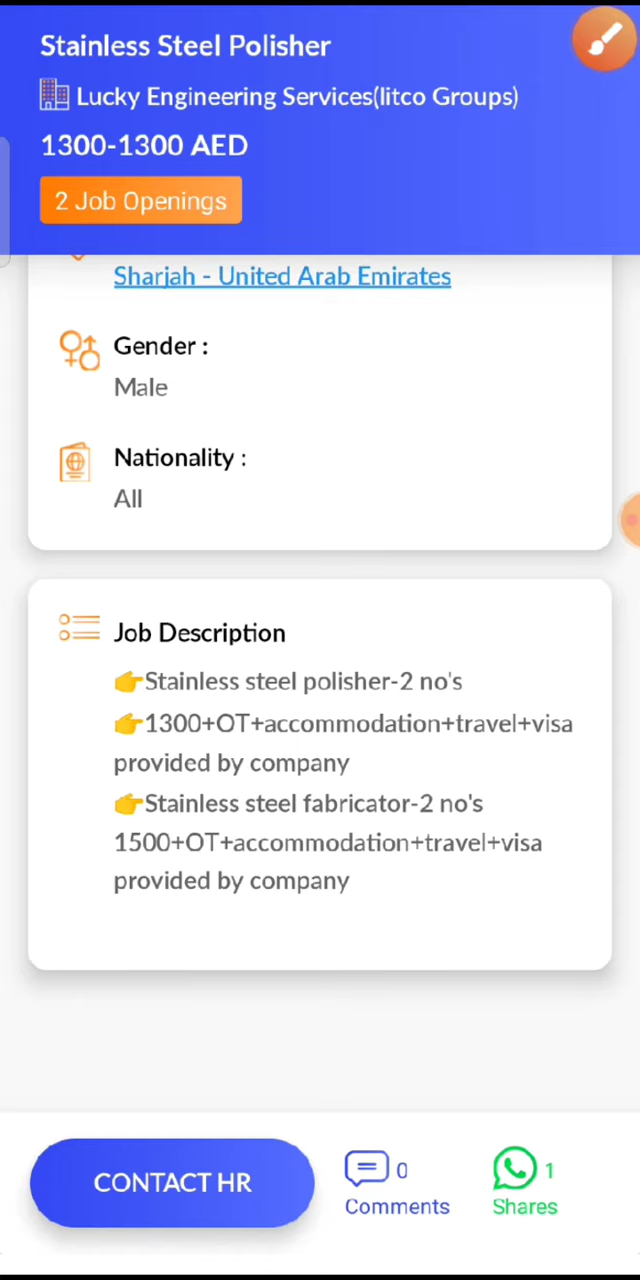 Stainless Steel Polisher
Lucky Engineering Services(litco Groups)
1300-1300 AED
2 Job Openings
Sharjah - United Arab Emirates
Gender :
Male
Nationality :
All
Job Description
👉Stainless steel polisher-2 no's
👉1300+OT+accommodation+travel+visa
provided by company
👉Stainless steel fabricator-2 no's
1500+OT+accommodation+travel+visa
provided by company
CONTACT HR
0
Comments
1
Shares